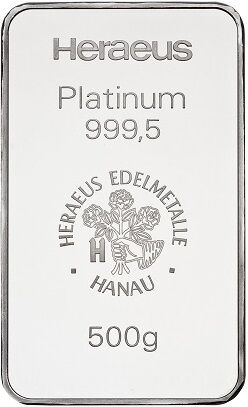 Heraeus
Platinum
999,5
HERAEUS EDELMETALLE
H
· HANAU ·
500g